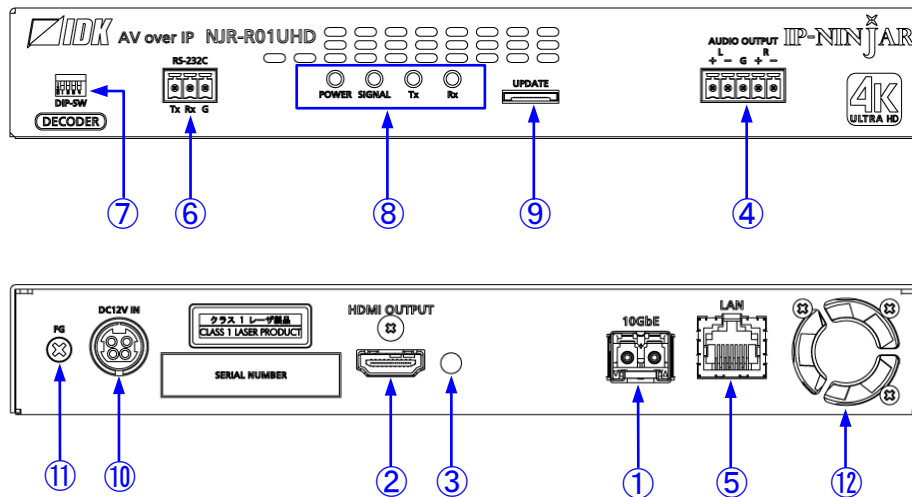 IDK AV over IP NJR-R01UHD
AUDIO OUTPUT
IP-NINJAR
L R
+ - G + -
RS-232C
DIP-SW
Tx Rx G
DECODER
POWER SIGNAL Tx Rx
UPDATE
4K
ULTRA HD
⑦ ⑥ ⑧ ⑨ ④
FG
DC12V IN
クラス 1 レーザ製品
CLASS 1 LASER PRODUCT
SERIAL NUMBER
HDMI OUTPUT
10GbE
LAN
⑪ ⑩ ② ③ ① ⑤ ⑫